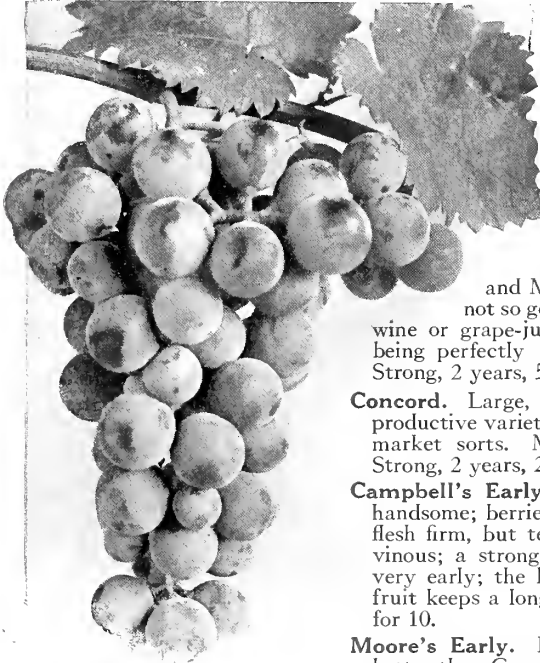 and M
not so go
wine or grape-ju
being perfectly
Strong, 2 years, 5
Concord. Large,
productive variet
market sorts. M
Strong, 2 years, 2
Campbell's Early
handsome; berrie
flesh firm, but te
vinous; a strong
very early; the
fruit keeps a long
for 10.
Moore's Early.